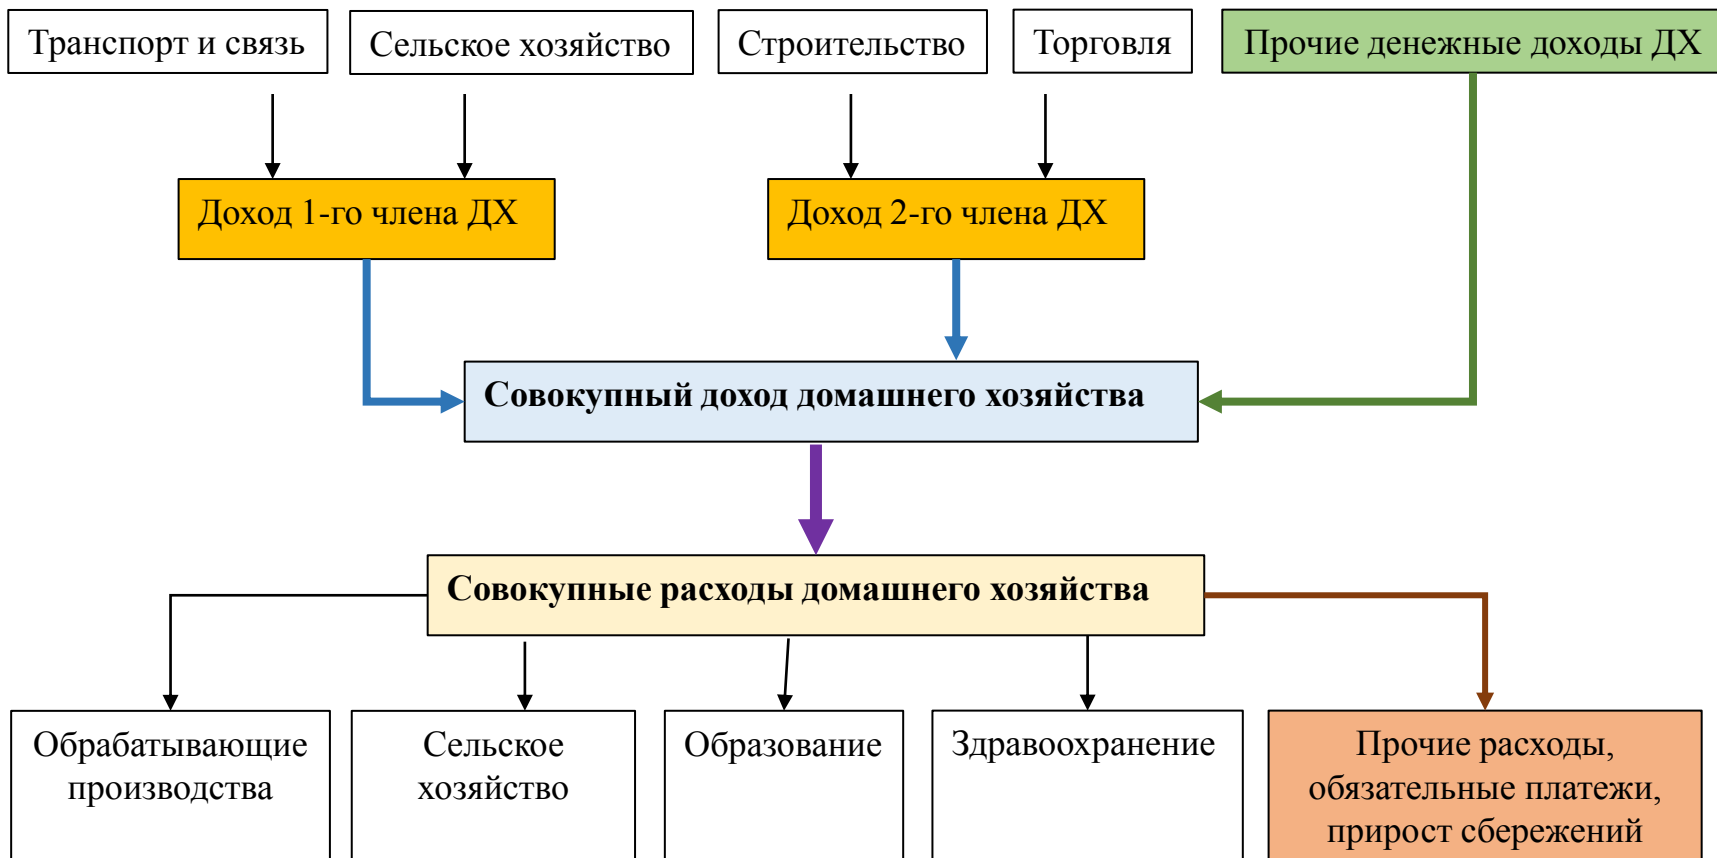 Транспорт и связь
Сельское хозяйство
Строительство
Торговля
Прочие денежные доходы ДХ
Доход 1-го члена ДХ
Доход 2-го члена ДХ
Совокупный доход домашнего хозяйства
Совокупные расходы домашнего хозяйства
Обрабатывающие
производства
Сельское
хозяйство
Образование
Здравоохранение
Прочие расходы,
обязательные платежи,
прирост сбережений